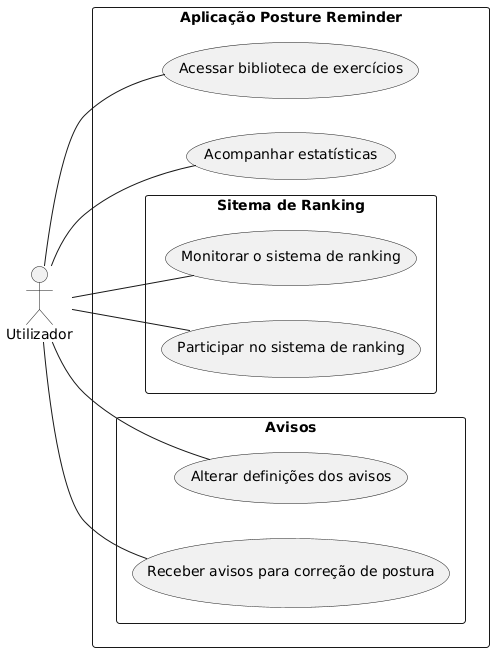 Aplicação Posture Reminder
Acessar biblioteca de exercícios
Acompanhar estatísticas
Sitema de Ranking
Monitorar o sistema de ranking
Utilizador
Participar no sistema de ranking
Avisos
Alterar definições dos avisos
Receber avisos para correção de postura